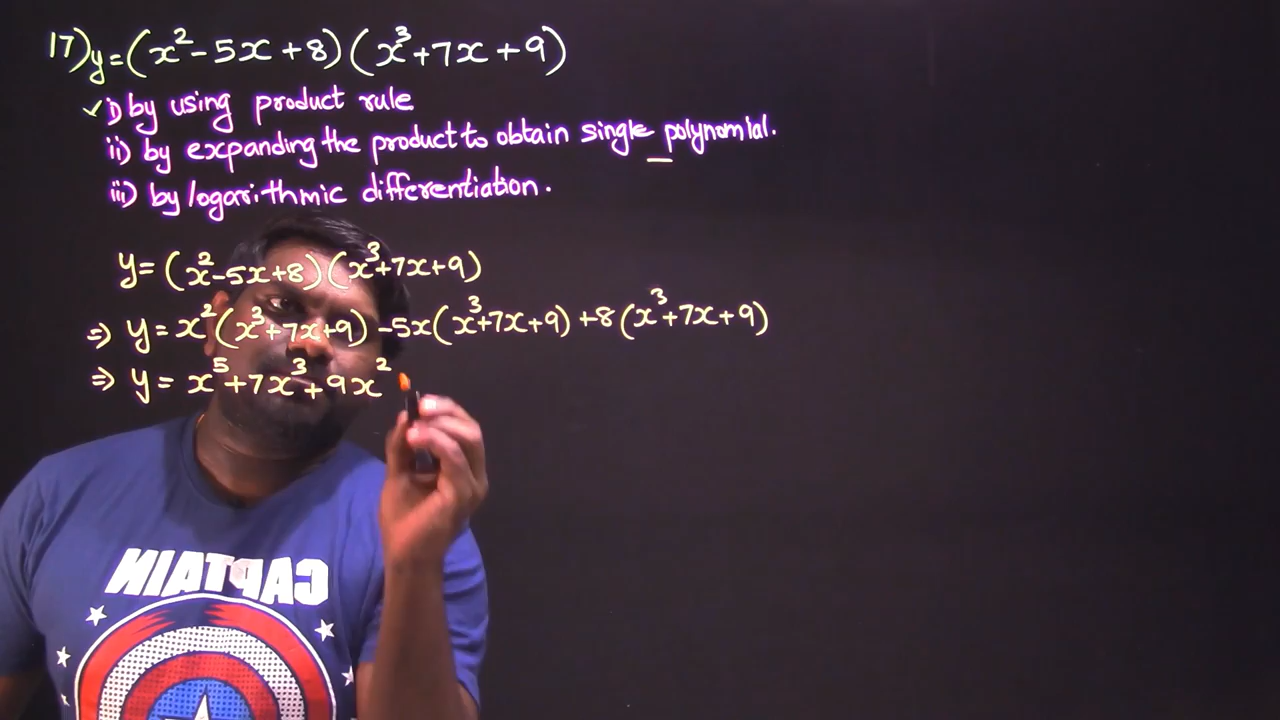 17) y = (x² - 5x + 8) (x³ + 7x + 9)
✓ i) by using product rule
ii) by expanding the product to obtain single _ polynomial.
iii) by logarithmic differentiation.
y = (x² - 5x + 8) (x³ + 7x + 9)
⇒ y = x² (x³ + 7x + 9) - 5x (x³ + 7x + 9) + 8 (x³ + 7x + 9)
⇒ y = x⁵ + 7x³ + 9x²
CAPTAIN